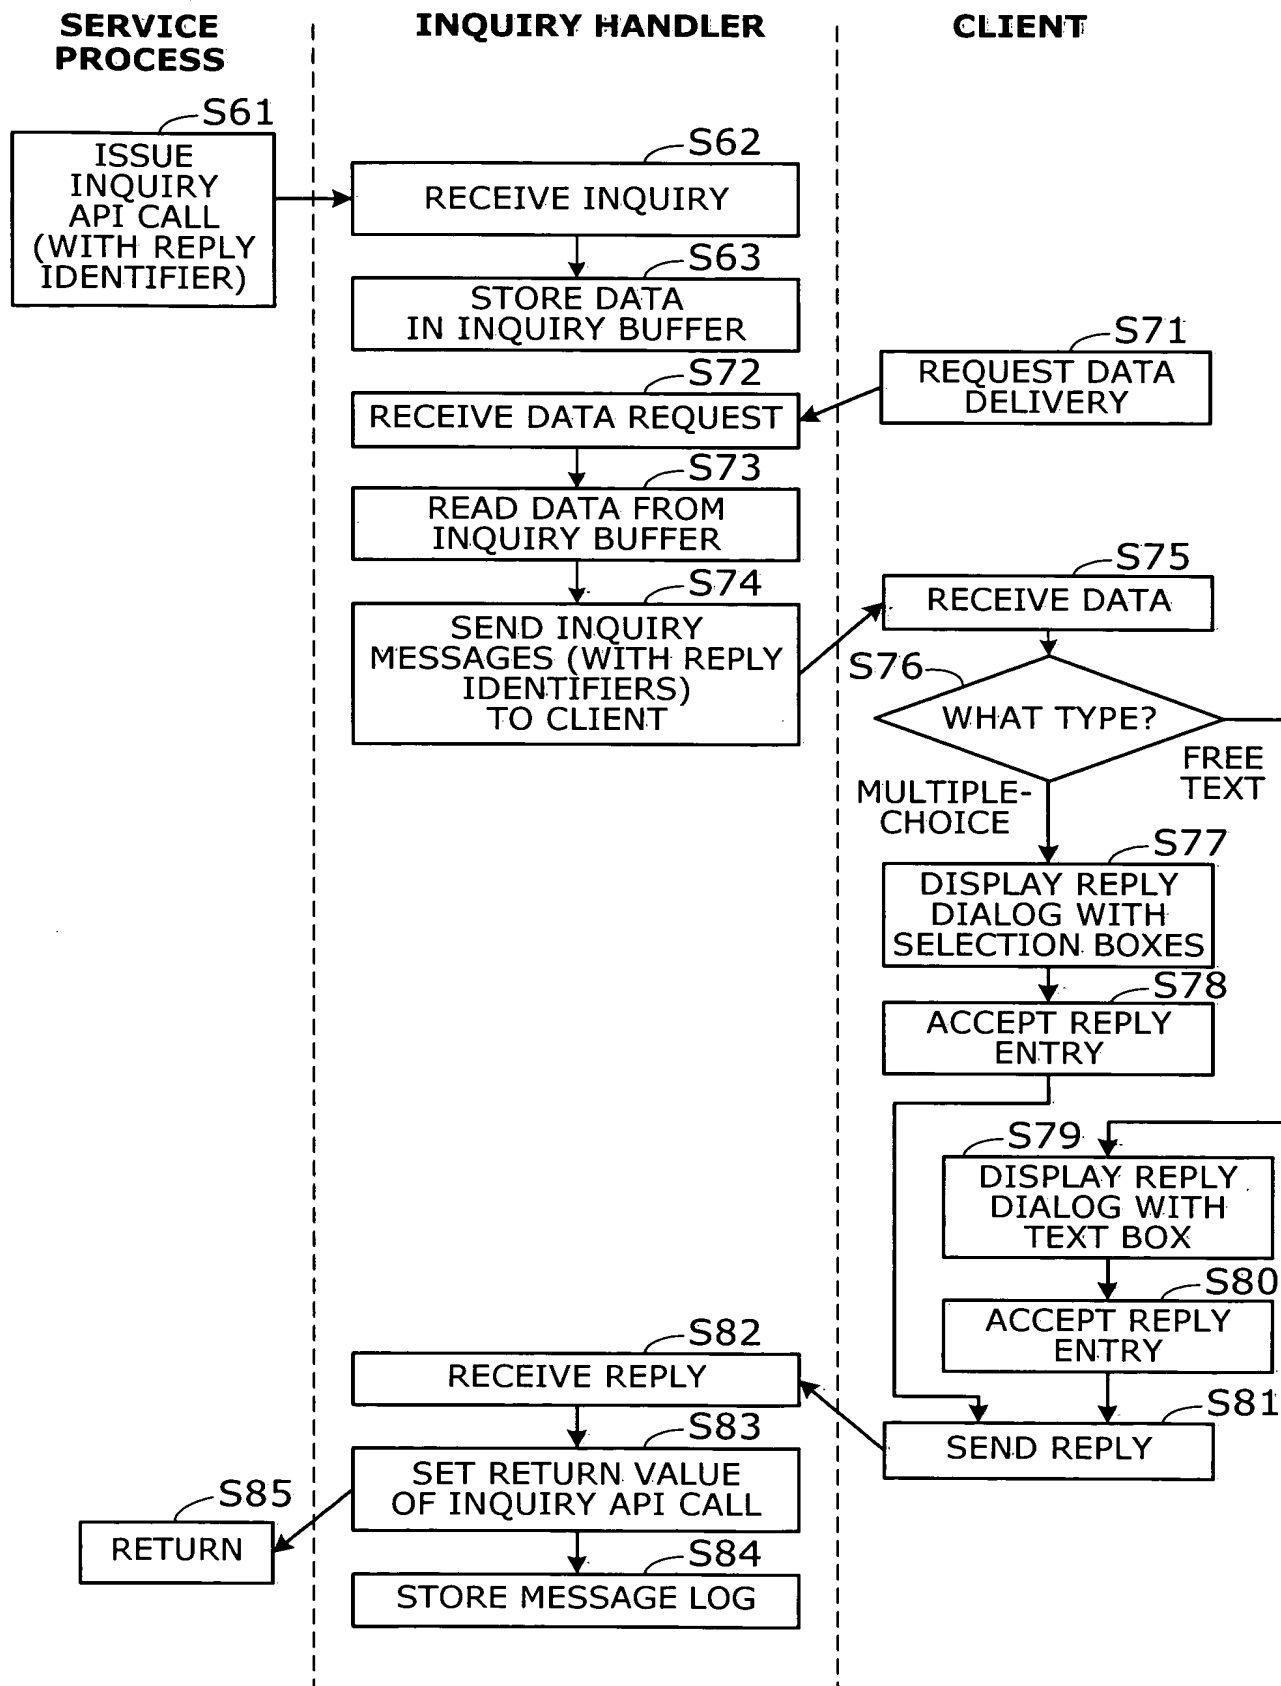 SERVICE
PROCESS
INQUIRY HANDLER
CLIENT
S61
ISSUE
INQUIRY
API CALL
(WITH REPLY
IDENTIFIER)
S62
RECEIVE INQUIRY
S63
STORE DATA
IN INQUIRY BUFFER
S71
REQUEST DATA
DELIVERY
S72
RECEIVE DATA REQUEST
S73
READ DATA FROM
INQUIRY BUFFER
S74
SEND INQUIRY
MESSAGES (WITH REPLY
IDENTIFIERS)
TO CLIENT
S75
RECEIVE DATA
S76
WHAT TYPE?
FREE
TEXT
MULTIPLE-
CHOICE
S77
DISPLAY REPLY
DIALOG WITH
SELECTION BOXES
S78
ACCEPT REPLY
ENTRY
S79
DISPLAY REPLY
DIALOG WITH
TEXT BOX
S80
ACCEPT REPLY
ENTRY
S81
SEND REPLY
S82
RECEIVE REPLY
S83
SET RETURN VALUE
OF INQUIRY API CALL
S85
RETURN
S84
STORE MESSAGE LOG